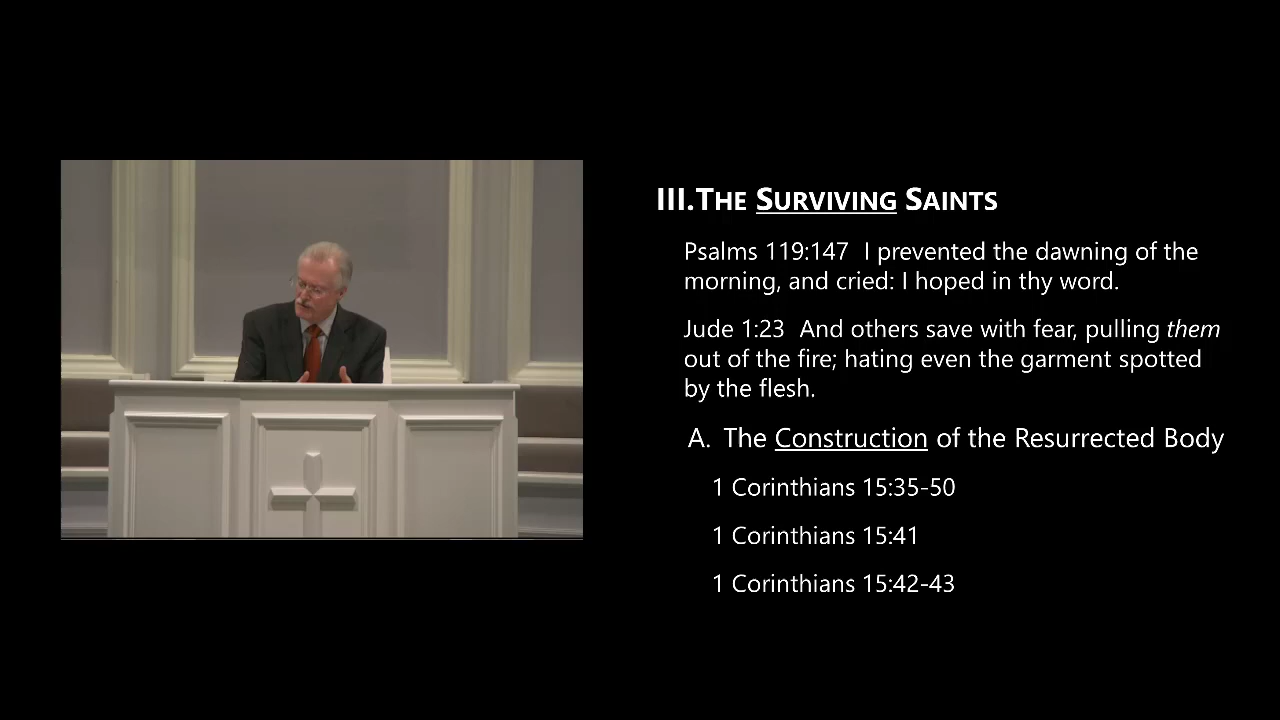 III. THE SURVIVING SAINTS
Psalms 119:147 I prevented the dawning of the
morning, and cried: I hoped in thy word.
Jude 1:23 And others save with fear, pulling them
out of the fire; hating even the garment spotted
by the flesh.
A. The Construction of the Resurrected Body
1 Corinthians 15:35-50
1 Corinthians 15:41
1 Corinthians 15:42-43